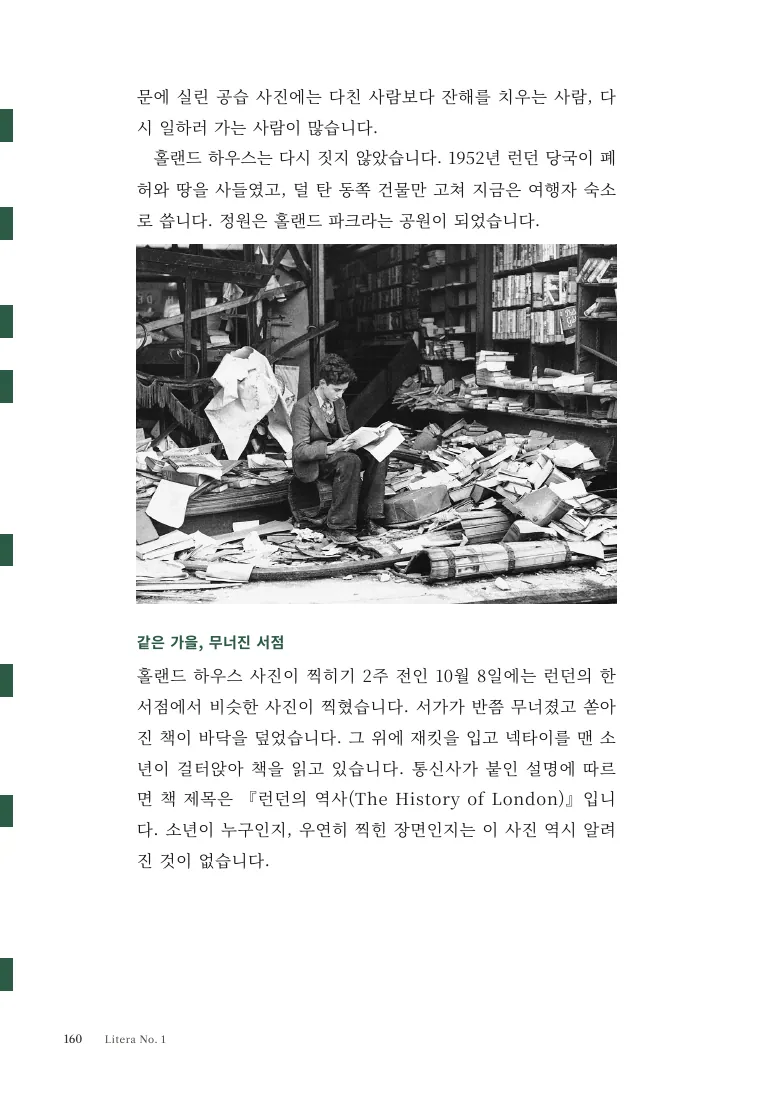 문에 실린 공습 사진에는 다친 사람보다 잔해를 치우는 사람, 다
시 일하러 가는 사람이 많습니다.
홀랜드 하우스는 다시 짓지 않았습니다. 1952년 런던 당국이 폐
허와 땅을 사들였고, 덜 탄 동쪽 건물만 고쳐 지금은 여행자 숙소
로 씁니다. 정원은 홀랜드 파크라는 공원이 되었습니다.
같은 가을, 무너진 서점
홀랜드 하우스 사진이 찍히기 2주 전인 10월 8일에는 런던의 한
서점에서 비슷한 사진이 찍혔습니다. 서가가 반쯤 무너졌고 쏟아
진 책이 바닥을 덮었습니다. 그 위에 재킷을 입고 넥타이를 맨 소
년이 걸터앉아 책을 읽고 있습니다. 통신사가 붙인 설명에 따르
면 책 제목은 『런던의 역사(The History of London)』입니
다. 소년이 누구인지, 우연히 찍힌 장면인지는 이 사진 역시 알려
진 것이 없습니다.
160 Litera No. 1